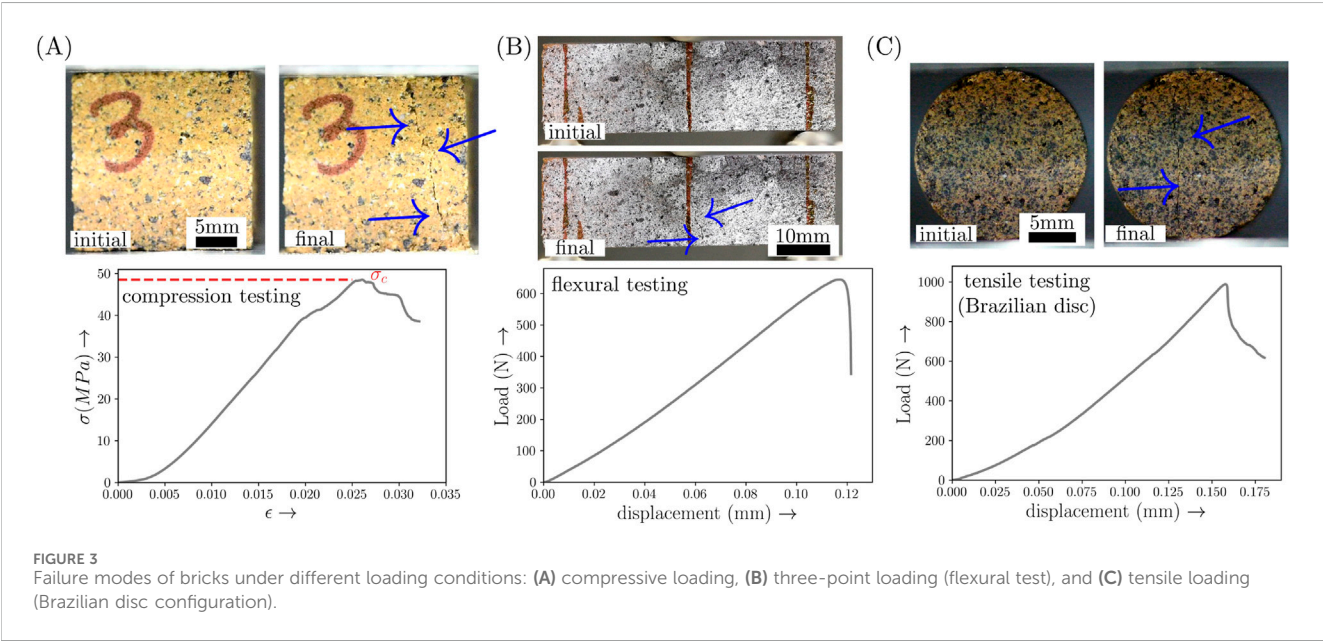 (A)
(B)
(C)
3
initial
5mm
3
final
initial
final
10mm
initial
5mm
final
compression testing
σc
σ(MPa) →
50
40
30
20
10
0
0.000 0.005 0.010 0.015 0.020 0.025 0.030 0.035
ϵ →
flexural testing
Load (N) →
600
500
400
300
200
100
0
0.00 0.02 0.04 0.06 0.08 0.10 0.12
displacement (mm) →
tensile testing
(Brazilian disc)
Load (N) →
1000
800
600
400
200
0
0.000 0.025 0.050 0.075 0.100 0.125 0.150 0.175
displacement (mm) →
FIGURE 3
Failure modes of bricks under different loading conditions: (A) compressive loading, (B) three-point loading (flexural test), and (C) tensile loading
(Brazilian disc configuration).